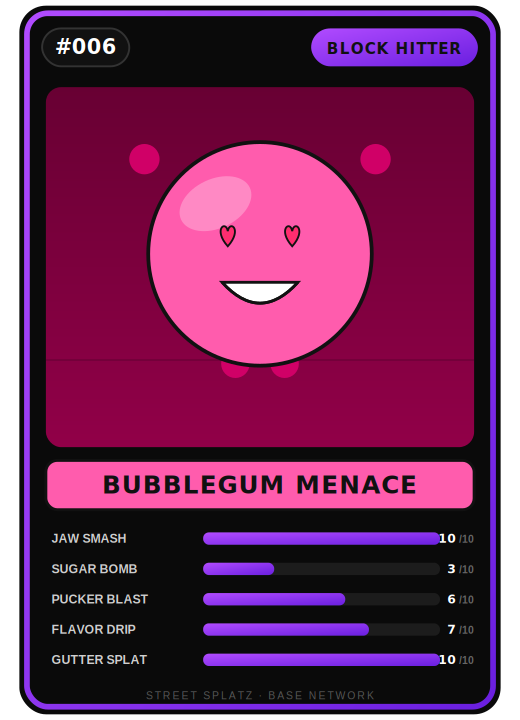 #006
BLOCK HITTER
BUBBLEGUM MENACE
JAW SMASH 10 /10
SUGAR BOMB 3 /10
PUCKER BLAST 6 /10
FLAVOR DRIP 7 /10
GUTTER SPLAT 10 /10
STREET SPLATZ · BASE NETWORK